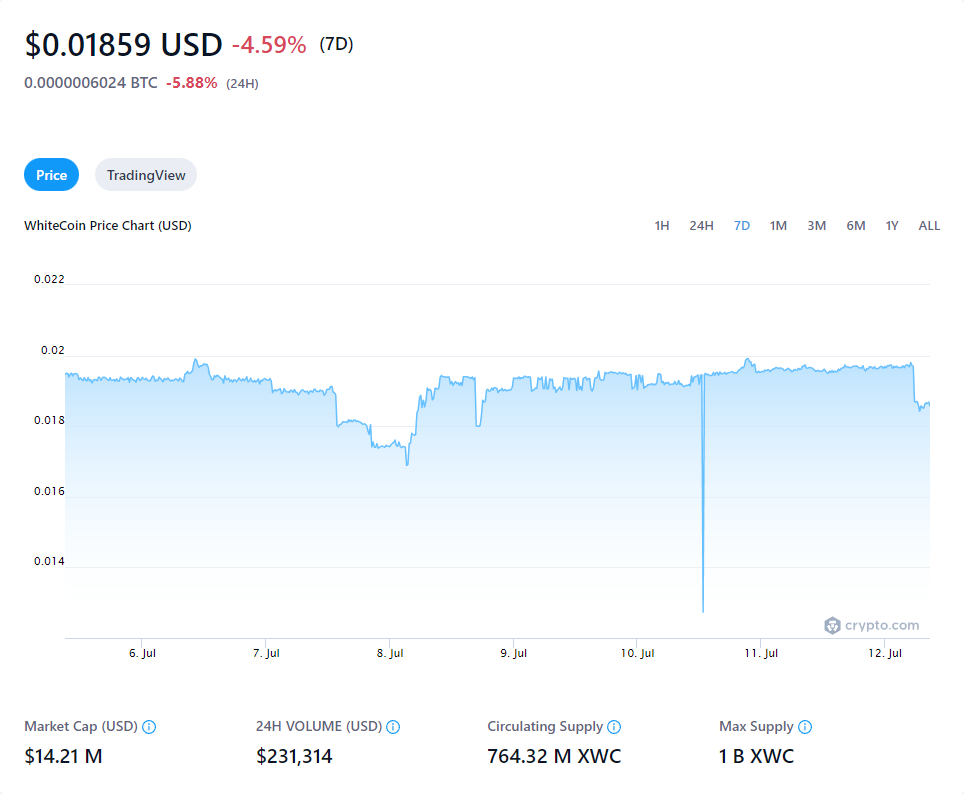 $0.01859 USD -4.59% (7D)
0.0000006024 BTC -5.88% (24H)
Price TradingView
WhiteCoin Price Chart (USD) 1H 24H 7D 1M 3M 6M 1Y ALL
0.022
0.02
0.018
0.016
0.014
crypto.com
6. Jul 7. Jul 8. Jul 9. Jul 10. Jul 11. Jul 12. Jul
Market Cap (USD) 24H VOLUME (USD) Circulating Supply Max Supply
$14.21 M $231,314 764.32 M XWC 1 B XWC